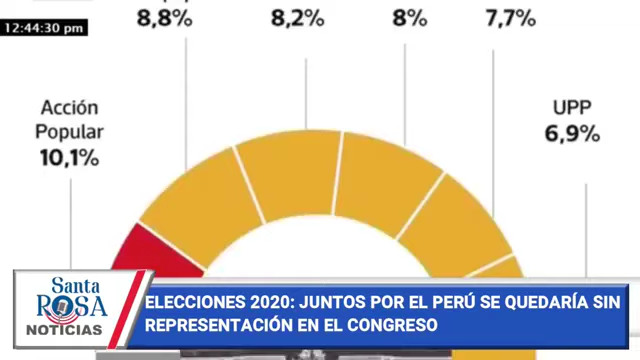 12:44:30 pm
8,8%
8,2%
8%
7,7%
Acción
Popular
10,1%
UPP
6,9%
Santa
ROSA
NOTICIAS
ELECCIONES 2020: JUNTOS POR EL PERÚ SE QUEDARÍA SIN
REPRESENTACIÓN EN EL CONGRESO